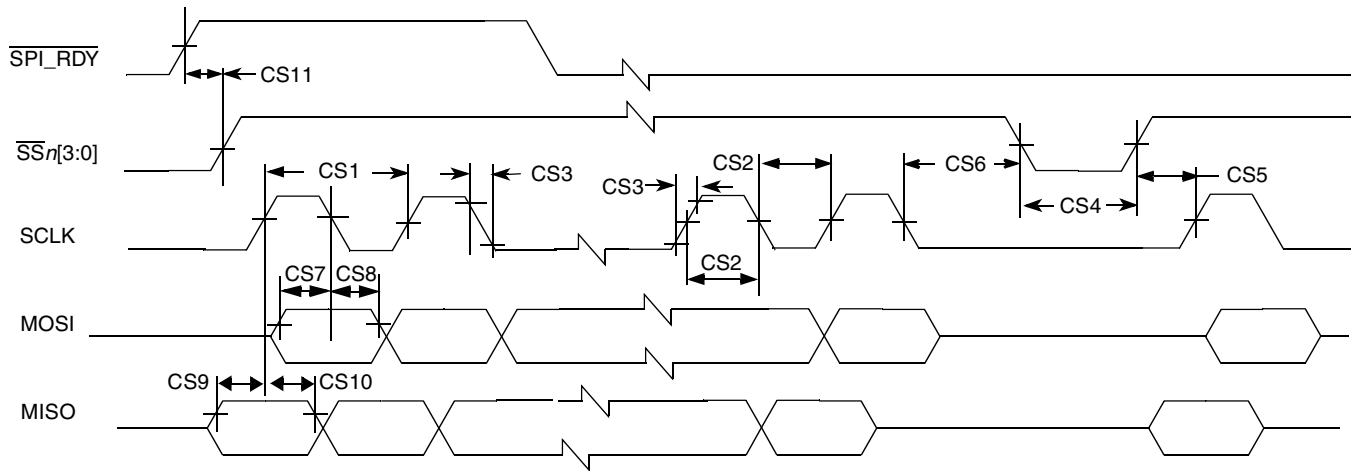 SPI_RDY
CS11
SSn[3:0]
CS1
CS3
CS3
CS2
CS6
CS5
CS4
SCLK
CS2
CS7
CS8
MOSI
CS9
CS10
MISO